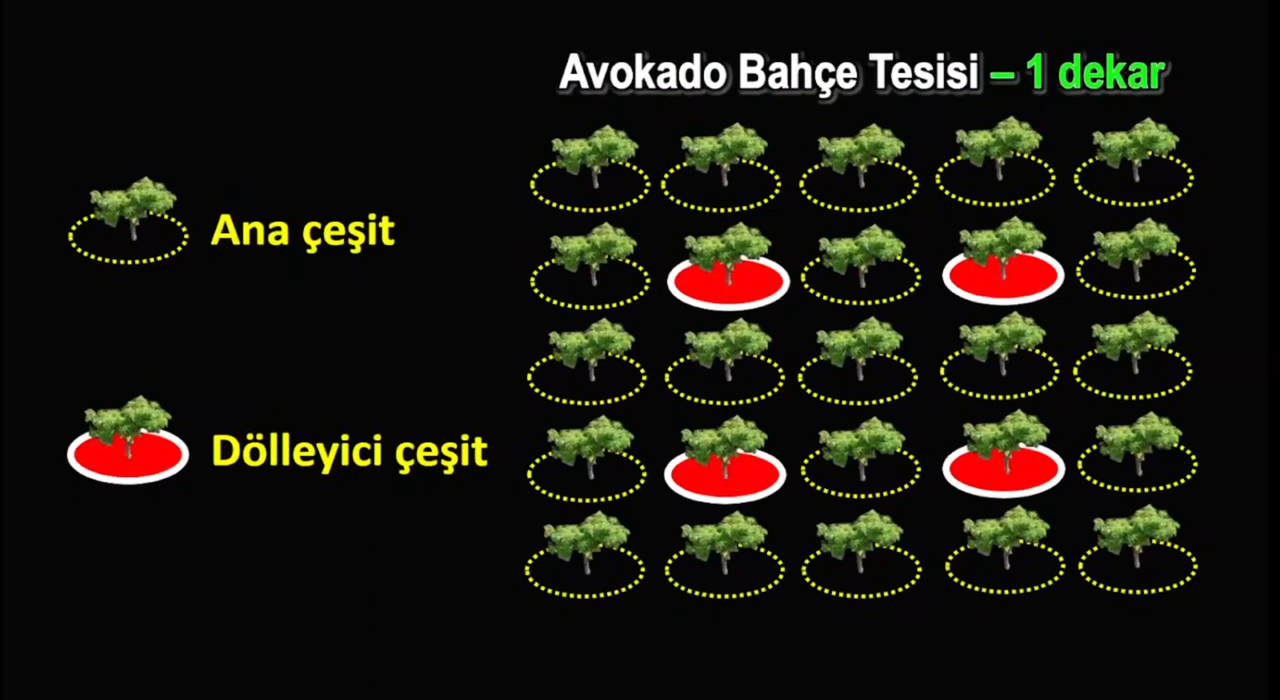 Avokado Bahçe Tesisi – 1 dekar
Ana çeşit
Dölleyici çeşit